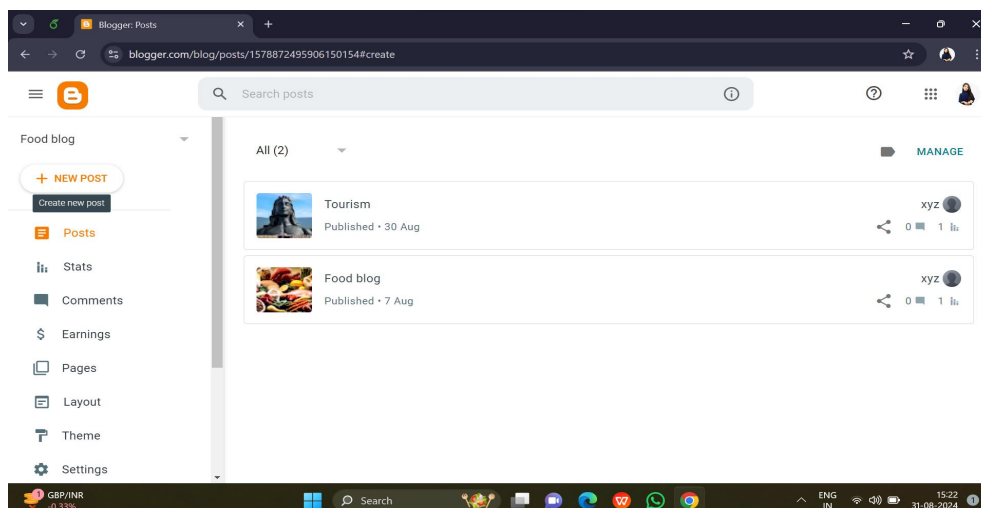 Blogger: Posts
blogger.com/blog/posts/1578872495906150154#create
Search posts
Food blog
All (2)
MANAGE
+ NEW POST
Create new post
Tourism
xyz
Published • 30 Aug
0 1
Posts
Stats
Food blog
xyz
Published • 7 Aug
0 1
Comments
$ Earnings
Pages
Layout
Theme
Settings
1 GBP/INR
-0.33%
Search
ENG
IN
15:22
31-08-2024
1